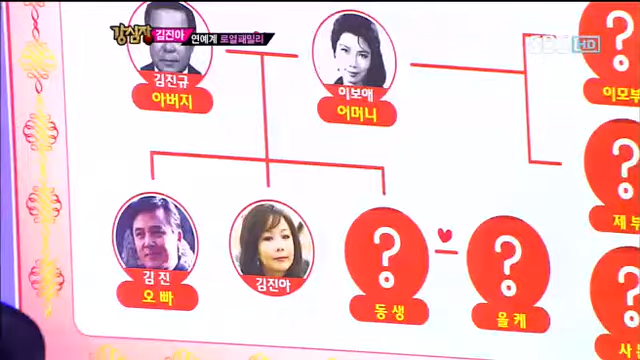 강심장 김진아 연예계 로열패밀리
SBS HD
김진규
아버지
이보애
어머니
?
이모부
?
제부
김 진
오 빠
김진아
?
동 생
?
올 케
?
사